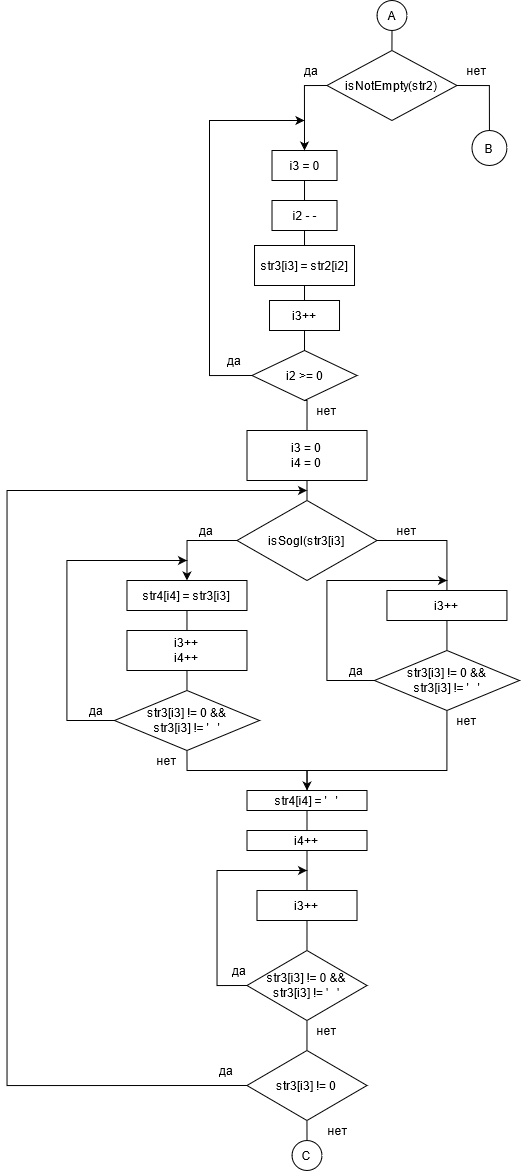 A
isNotEmpty(str2)
да
нет
B
i3 = 0
i2 - -
str3[i3] = str2[i2]
i3++
i2 >= 0
да
нет
i3 = 0
i4 = 0
isSogl(str3[i3]
да
нет
str4[i4] = str3[i3]
i3++
i4++
str3[i3] != 0 &&
str3[i3] != ' '
да
нет
i3++
str3[i3] != 0 &&
str3[i3] != ' '
да
нет
str4[i4] = ' '
i4++
i3++
str3[i3] != 0 &&
str3[i3] != ' '
да
нет
str3[i3] != 0
да
нет
C